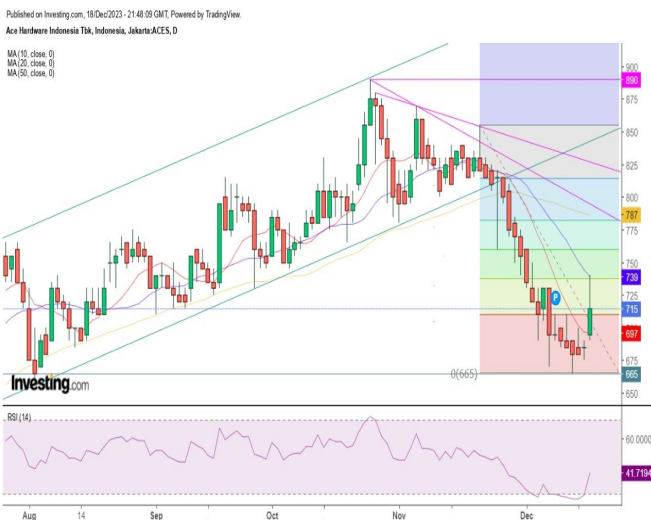 Published on Investing.com, 18/Dec/2023 - 21:48:09 GMT, Powered by TradingView.
Ace Hardware Indonesia Tbk, Indonesia, Jakarta:ACES, D
MA (10, close, 0)
MA (20, close, 0)
MA (50, close, 0)
900
890
875
850
825
800
787
775
750
739
725
P
715
697
675
0(665)
665
650
Investing.com
RSI (14)
60.0000
41.7194
Aug
14
Sep
Oct
Nov
Dec